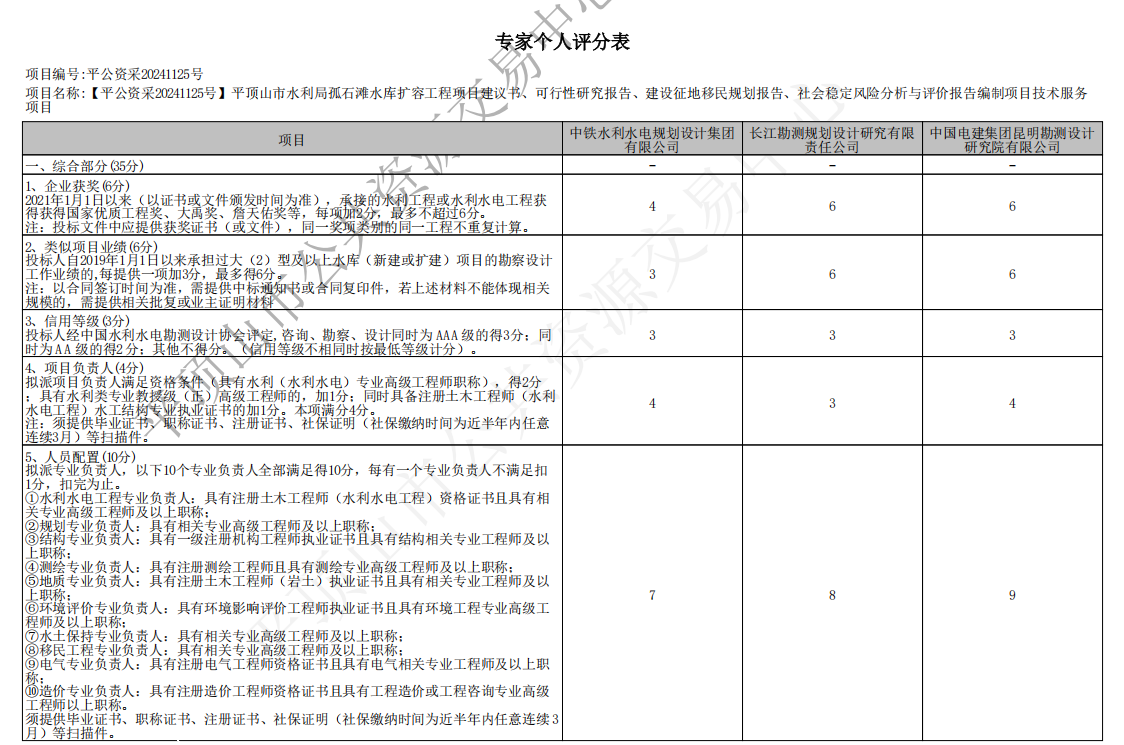 专家个人评分表
项目编号:平公资采20241125号
项目名称:【平公资采20241125号】平顶山市水利局孤石滩水库扩容工程项目建议书、可行性研究报告、建设征地移民规划报告、社会稳定风险分析与评价报告编制项目技术服务
项目
项目
中铁水利水电规划设计集团
有限公司
长江勘测规划设计研究有限
责任公司
中国电建集团昆明勘测设计
研究院有限公司
一、综合部分(35分)
–
–
–
1、企业获奖(6分)
2021年1月1日以来（以证书或文件颁发时间为准），承接的水利工程或水利水电工程获
得获得国家优质工程奖、大禹奖、詹天佑奖等，每项加2分，最多不超过6分。
注：投标文件中应提供获奖证书（或文件），同一奖项类别的同一工程不重复计算。
4
6
6
2、类似项目业绩(6分)
投标人自2019年1月1日以来承担过大（2）型及以上水库（新建或扩建）项目的勘察设计
工作业绩的,每提供一项加3分，最多得6分。
注：以合同签订时间为准，需提供中标通知书或合同复印件，若上述材料不能体现相关
规模的，需提供相关批复或业主证明材料
3
6
6
3、信用等级(3分)
投标人经中国水利水电勘测设计协会评定,咨询、勘察、设计同时为 AAA 级的得3分；同
时为AA 级的得2 分；其他不得分。（信用等级不相同时按最低等级计分）。
3
3
3
4、项目负责人(4分)
拟派项目负责人满足资格条件（具有水利（水利水电）专业高级工程师职称），得2分
；具有水利类专业教授级（正）高级工程师的，加1分；同时具备注册土木工程师（水利
水电工程）水工结构专业执业证书的加1分。本项满分4分。
注：须提供毕业证书、职称证书、注册证书、社保证明（社保缴纳时间为近半年内任意
连续3月）等扫描件。
4
3
4
5、人员配置(10分)
拟派专业负责人，以下10个专业负责人全部满足得10分，每有一个专业负责人不满足扣
1分，扣完为止。
①水利水电工程专业负责人：具有注册土木工程师（水利水电工程）资格证书且具有相
关专业高级工程师及以上职称；
②规划专业负责人：具有相关专业高级工程师及以上职称；
③结构专业负责人：具有一级注册机构工程师执业证书且具有结构相关专业工程师及以
上职称；
④测绘专业负责人：具有注册测绘工程师且具有测绘专业高级工程师及以上职称；
⑤地质专业负责人：具有注册土木工程师（岩土）执业证书且具有相关专业工程师及以
上职称；
⑥环境评价专业负责人：具有环境影响评价工程师执业证书且具有环境工程专业高级工
程师及以上职称；
⑦水土保持专业负责人：具有相关专业高级工程师及以上职称；
⑧移民工程专业负责人：具有相关专业高级工程师及以上职称；
⑨电气专业负责人：具有注册电气工程师资格证书且具有电气相关专业工程师及以上职
称；
⑩造价专业负责人：具有注册造价工程师资格证书且具有工程造价或工程咨询专业高级
工程师以上职称。
须提供毕业证书、职称证书、注册证书、社保证明（社保缴纳时间为近半年内任意连续 3
月）等扫描件。
7
8
9
平顶山市公共资源交易中心
平顶山市公共资源交易中心